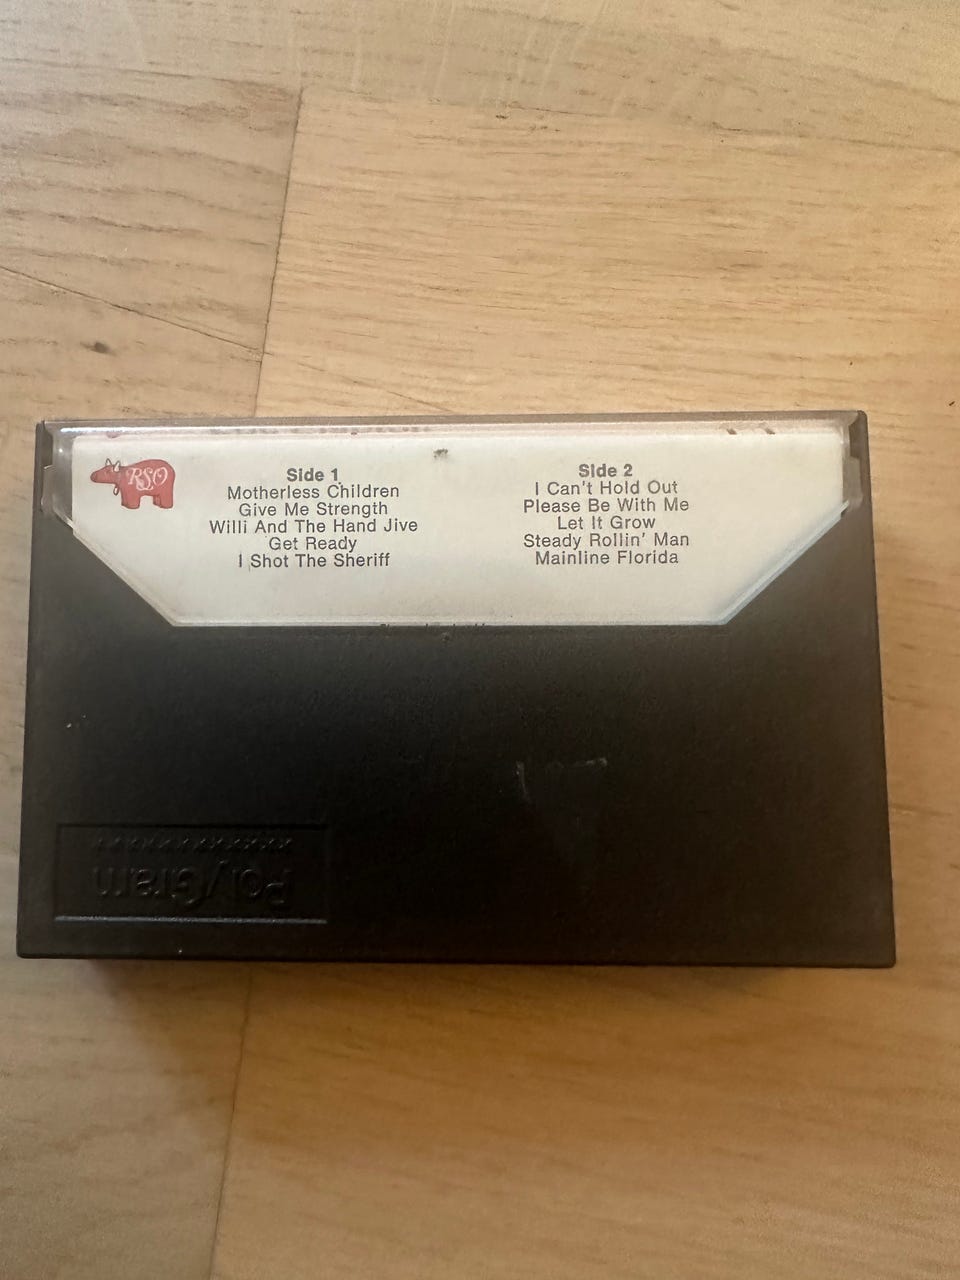 RSO
Side 1
Motherless Children
Give Me Strength
Willi And The Hand Jive
Get Ready
I Shot The Sheriff
Side 2
I Can't Hold Out
Please Be With Me
Let It Grow
Steady Rollin' Man
Mainline Florida
PolyGram